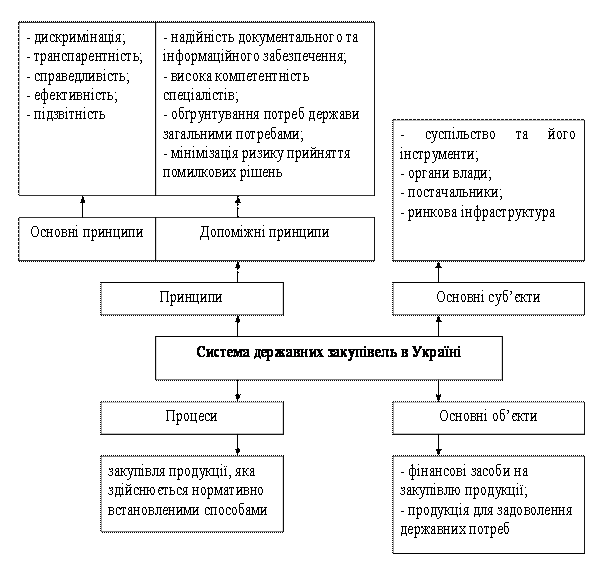 - дискримінація;
- транспарентність;
- справедливість;
- ефективність;
- підзвітність
- надійність документального та
інформаційного забезпечення;
- висока компетентність
спеціалістів;
- обґрунтування потреб держави
загальними потребами;
- мінімізація ризику прийняття
помилкових рішень
- суспільство та його
інструменти;
- органи влади;
- постачальники;
- ринкова інфраструктура
Основні принципи
Допоміжні принципи
Принципи
Основні суб’єкти
Система державних закупівель в Україні
Процеси
Основні об’єкти
закупівля продукції, яка
здійснюється нормативно
встановленими способами
- фінансові засоби на
закупівлю продукції;
- продукція для задоволення
державних потреб